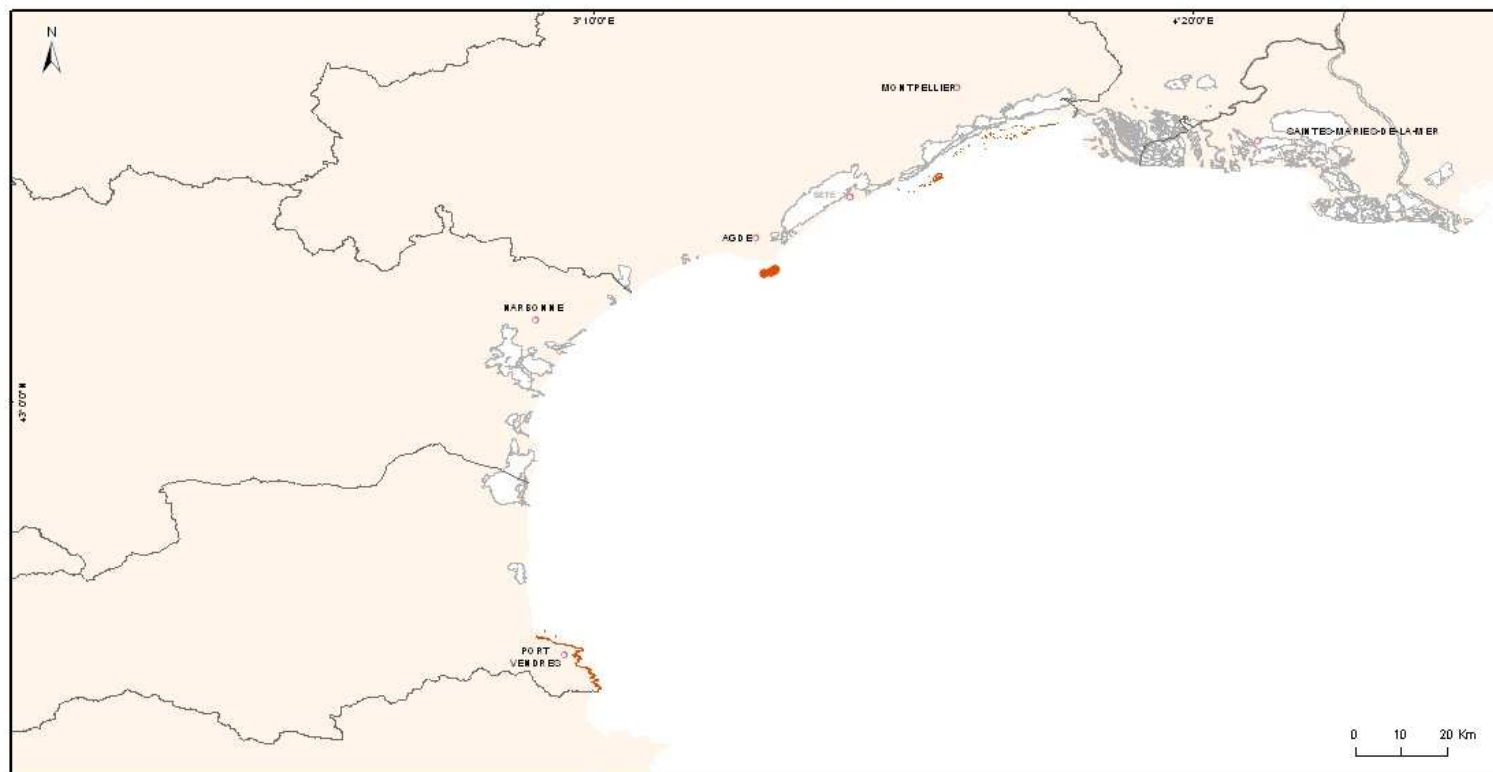 N
3°10'0"E
4°20'0"E
MONTPELLIER
SAINTES-MARIES-DE-LA-MER
SETE
AGDE
NARBONNE
43°0'0"N
PORT
VENDRES
0 10 20 Km